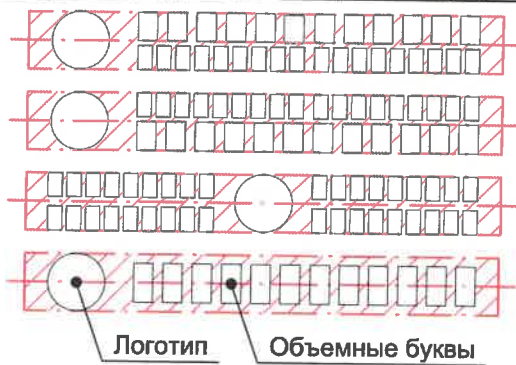 Логотип
Объемные буквы